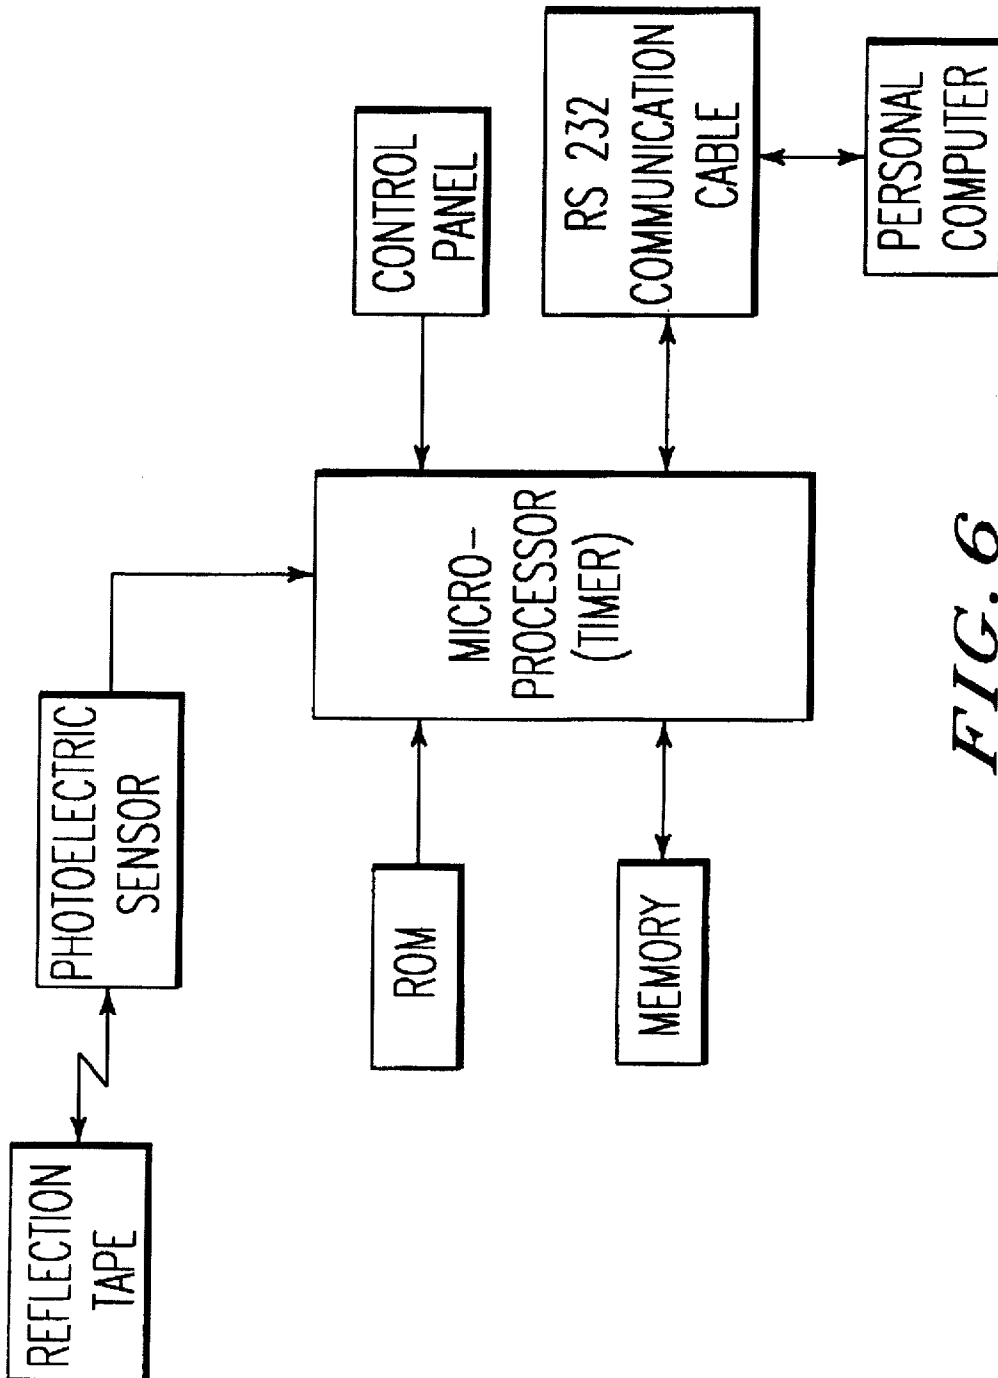 REFLECTION
TAPE
PHOTOELECTRIC
SENSOR
ROM
MEMORY
MICRO-
PROCESSOR
(TIMER)
CONTROL
PANEL
RS 232
COMMUNICATION
CABLE
PERSONAL
COMPUTER
FIG. 6